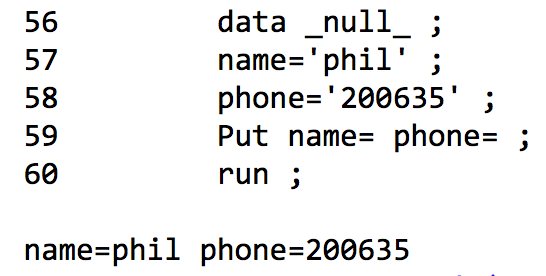 56 data _null_ ;
57 name='phil' ;
58 phone='200635' ;
59 Put name= phone= ;
60 run ;
name=phil phone=200635